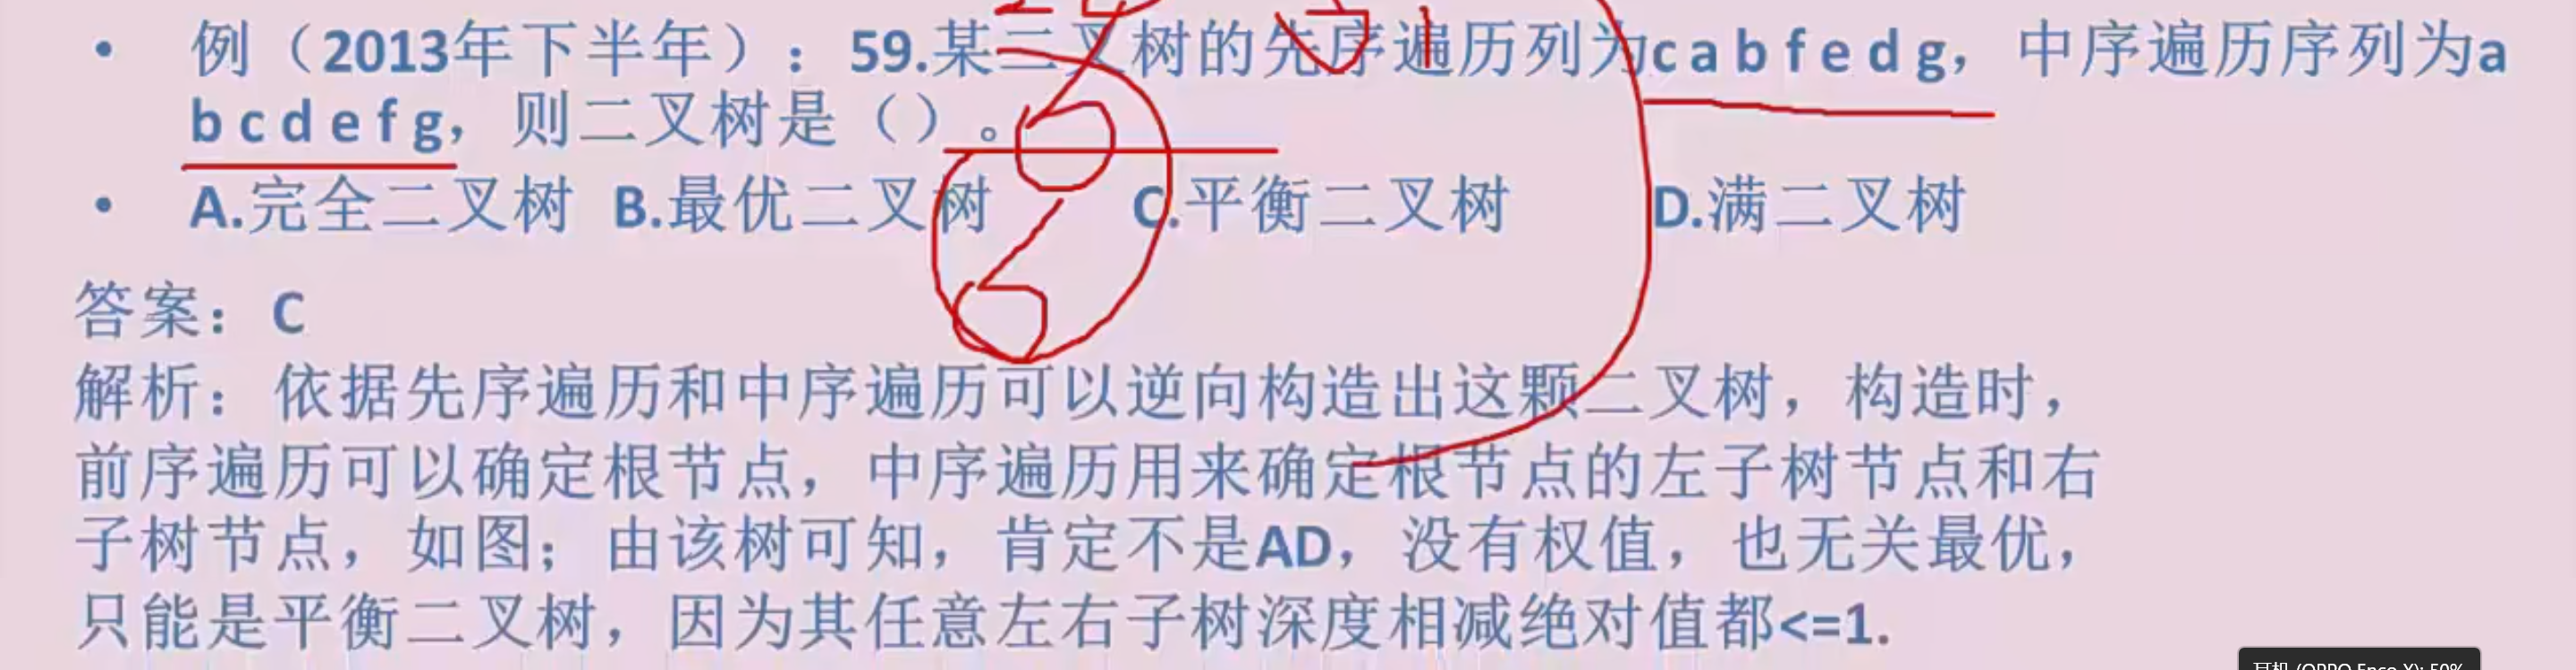 • 例（2013年下半年）：59.某二叉树的先序遍历列为c a b f e d g，中序遍历序列为a
b c d e f g，则二叉树是（）。
• A.完全二叉树 B.最优二叉树 C.平衡二叉树 D.满二叉树
答案：C
解析：依据先序遍历和中序遍历可以逆向构造出这颗二叉树，构造时，
前序遍历可以确定根节点，中序遍历用来确定根节点的左子树节点和右
子树节点，如图；由该树可知，肯定不是AD，没有权值，也无关最优，
只能是平衡二叉树，因为其任意左右子树深度相减绝对值都<=1.